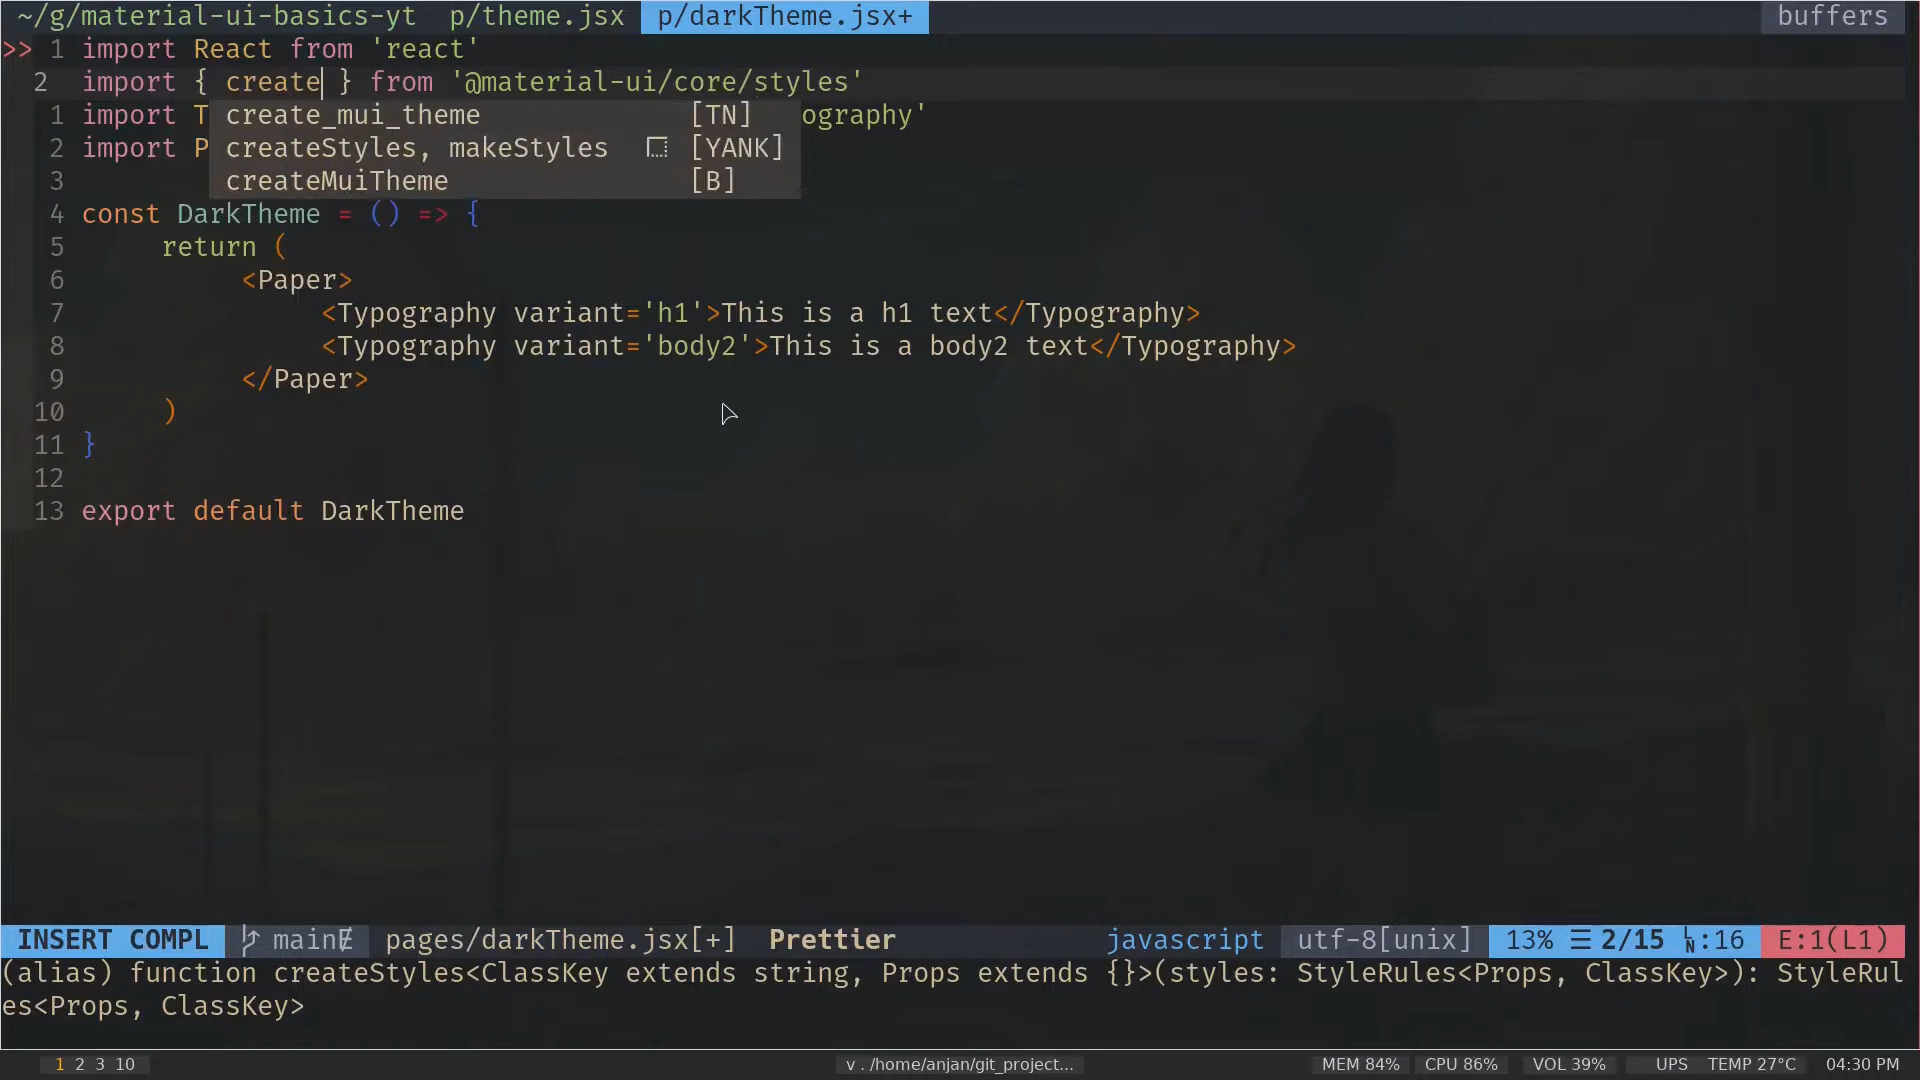 ~/g/material-ui-basics-yt p/theme.jsx p/darkTheme.jsx+ buffers
>> 1 import React from 'react'
2 import { create } from '@material-ui/core/styles'
1 import T ography'
create_mui_theme [TN]
2 import P
createStyles, makeStyles [YANK]
3
createMuiTheme [B]
4 const DarkTheme = () => {
5 return (
6 <Paper>
7 <Typography variant='h1'>This is a h1 text</Typography>
8 <Typography variant='body2'>This is a body2 text</Typography>
9 </Paper>
10 )
11 }
12
13 export default DarkTheme
INSERT COMPL main pages/darkTheme.jsx[+] Prettier javascript utf-8[unix] 13% ☰ 2/15 LN:16 E:1(L1)
(alias) function createStyles<ClassKey extends string, Props extends {}>(styles: StyleRules<Props, ClassKey>): StyleRul
es<Props, ClassKey>
1 2 3 10 v . /home/anjan/git_project... MEM 84% CPU 86% VOL 39% UPS TEMP 27°C 04:30 PM